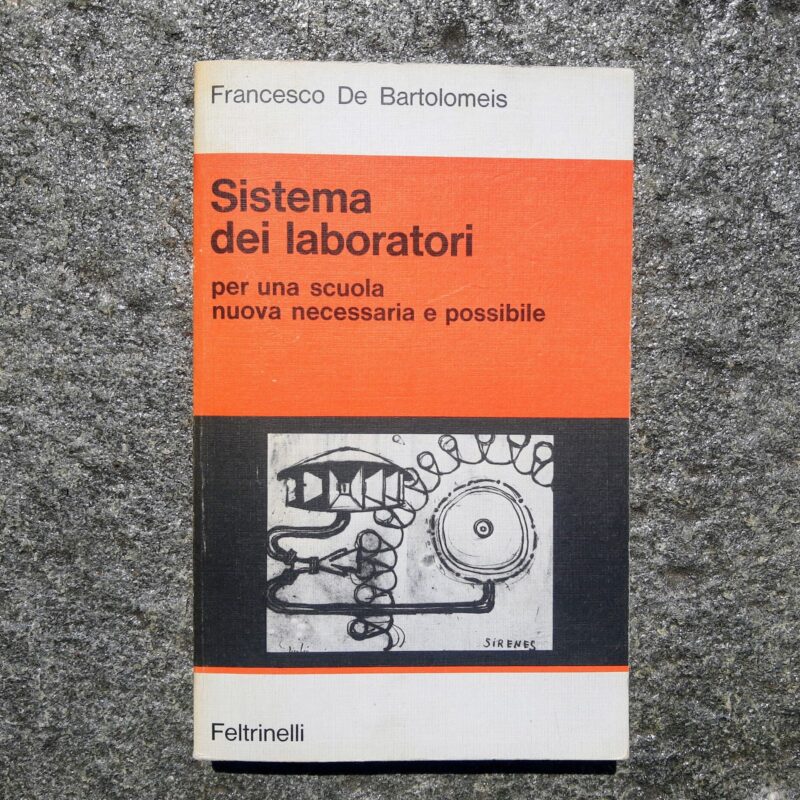 Francesco De Bartolomeis
Sistema
dei laboratori
per una scuola
nuova necessaria e possibile
SiRENES
Feltrinelli